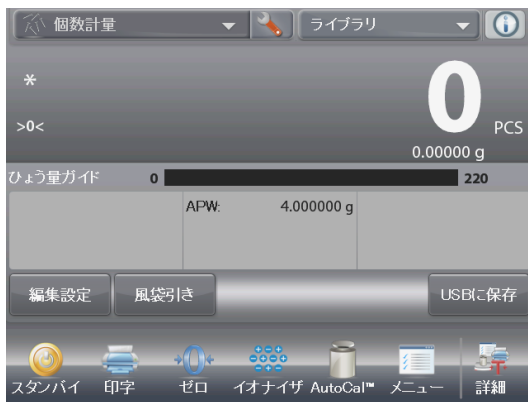 個数計量 ライブラリ
*
0
>0< PCS
0.00000 g
ひょう量ガイド 0 220
APW: 4.000000 g
編集設定 風袋引き USBに保存
スタンバイ 印字 ゼロ イオナイザ AutoCal™ メニュー 詳細